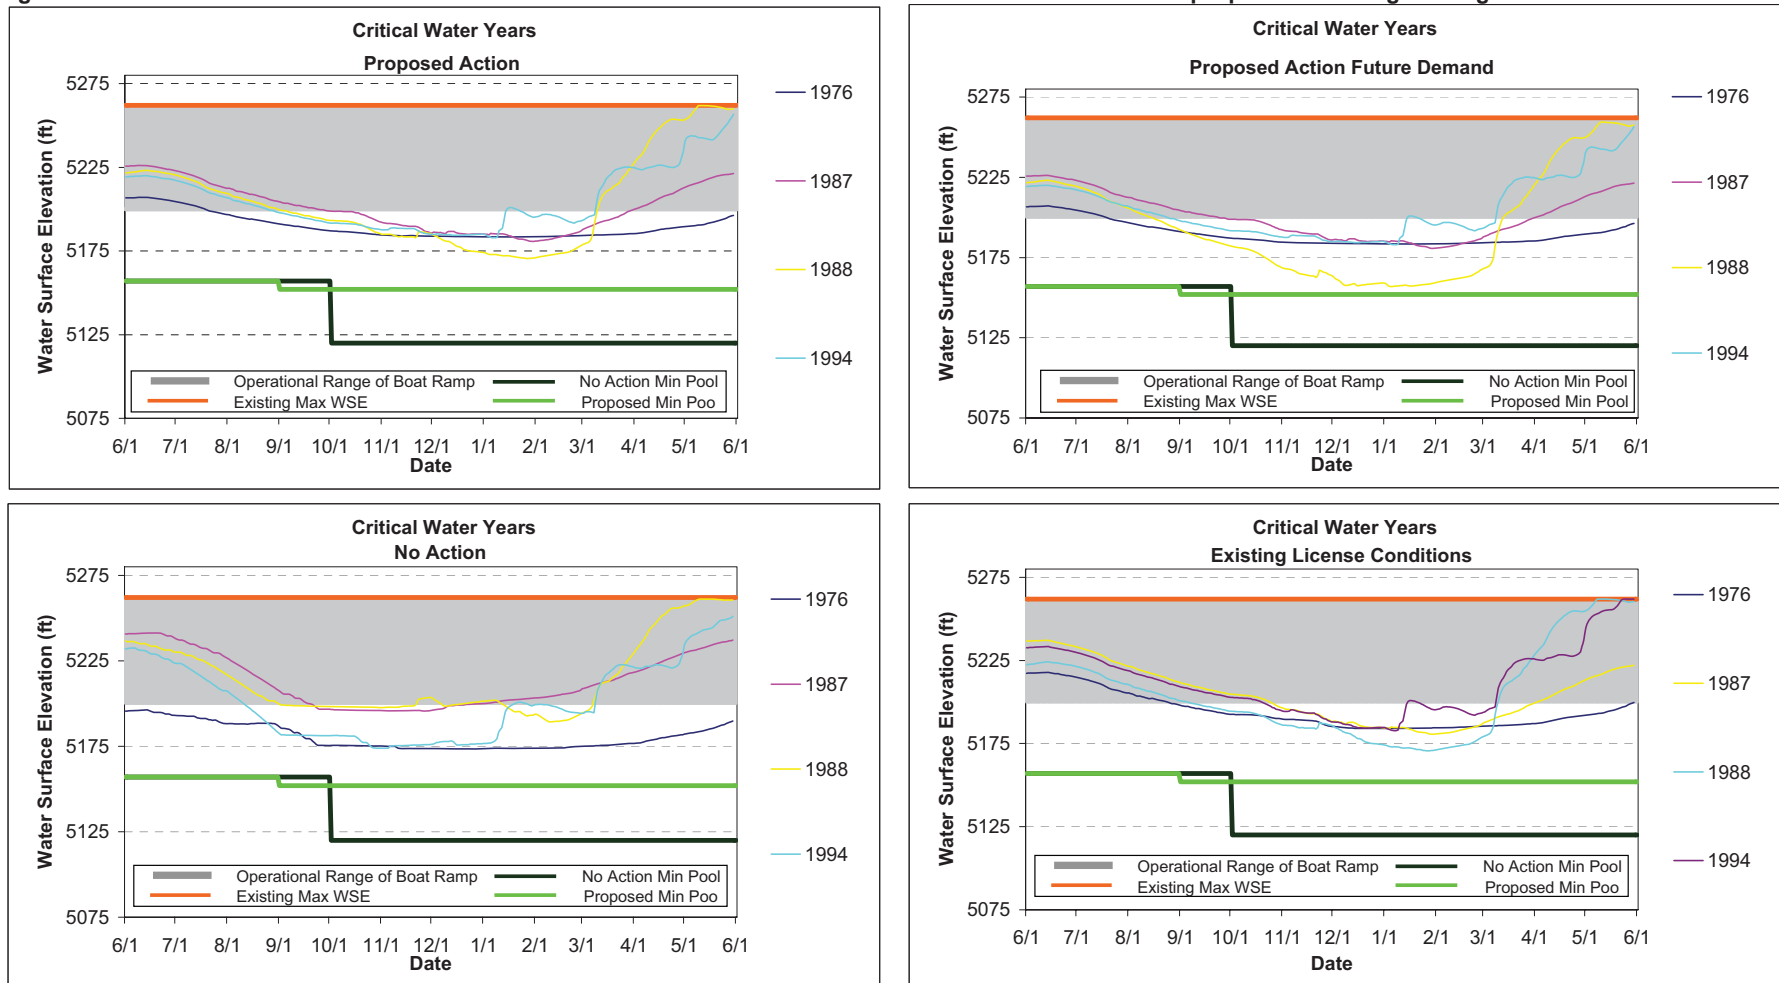 Critical Water Years
Proposed Action
Water Surface Elevation (ft)
5275
5225
5175
5125
5075
6/1 7/1 8/1 9/1 10/1 11/1 12/1 1/1 2/1 3/1 4/1 5/1 6/1
Date
Operational Range of Boat Ramp
No Action Min Pool
Existing Max WSE
Proposed Min Poo
1976
1987
1988
1994
Critical Water Years
Proposed Action Future Demand
Water Surface Elevation (ft)
5275
5225
5175
5125
5075
6/1 7/1 8/1 9/1 10/1 11/1 12/1 1/1 2/1 3/1 4/1 5/1 6/1
Date
Operational Range of Boat Ramp
No Action Min Pool
Existing Max WSE
Proposed Min Pool
1976
1987
1988
1994
Critical Water Years
No Action
Water Surface Elevation (ft)
5275
5225
5175
5125
5075
6/1 7/1 8/1 9/1 10/1 11/1 12/1 1/1 2/1 3/1 4/1 5/1 6/1
Date
Operational Range of Boat Ramp
No Action Min Pool
Existing Max WSE
Proposed Min Poo
1976
1987
1988
1994
Critical Water Years
Existing License Conditions
Water Surface Elevation (ft)
5275
5225
5175
5125
5075
6/1 7/1 8/1 9/1 10/1 11/1 12/1 1/1 2/1 3/1 4/1 5/1 6/1
Date
Operational Range of Boat Ramp
No Action Min Pool
Existing Max WSE
Proposed Min Poo
1976
1987
1988
1994